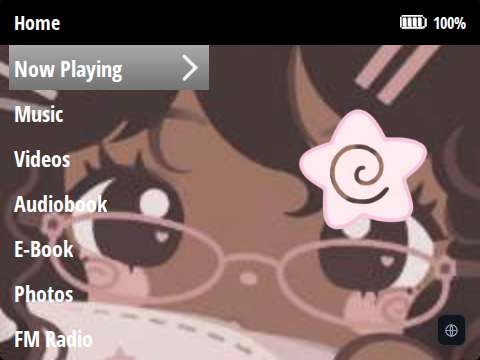 Home
100%
Now Playing
Music
Videos
Audiobook
E-Book
Photos
FM Radio